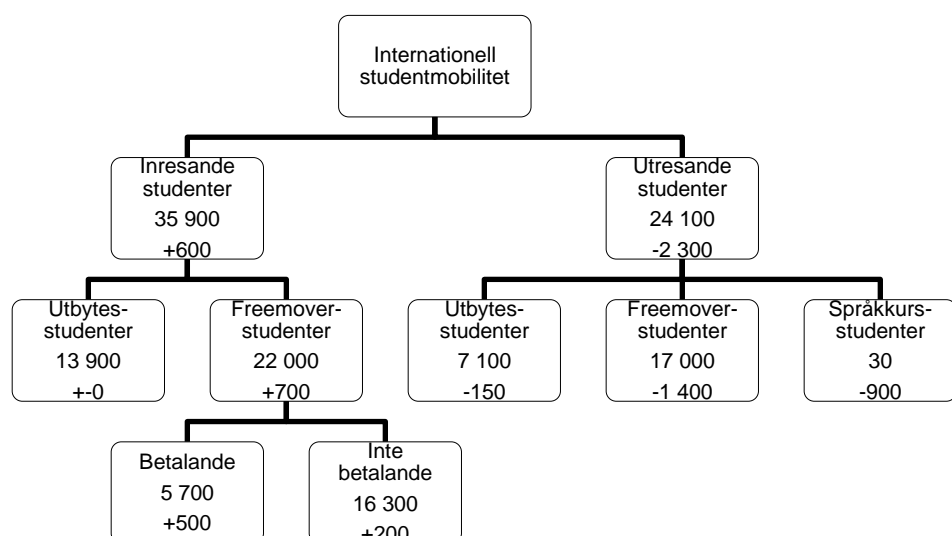 Internationell
studentmobilitet
Inresande
studenter
35 900
+600
Utresande
studenter
24 100
-2 300
Utbytes-
studenter
13 900
+-0
Freemover-
studenter
22 000
+700
Utbytes-
studenter
7 100
-150
Freemover-
studenter
17 000
-1 400
Språkkurs-
studenter
30
-900
Betalande
5 700
+500
Inte
betalande
16 300
+200